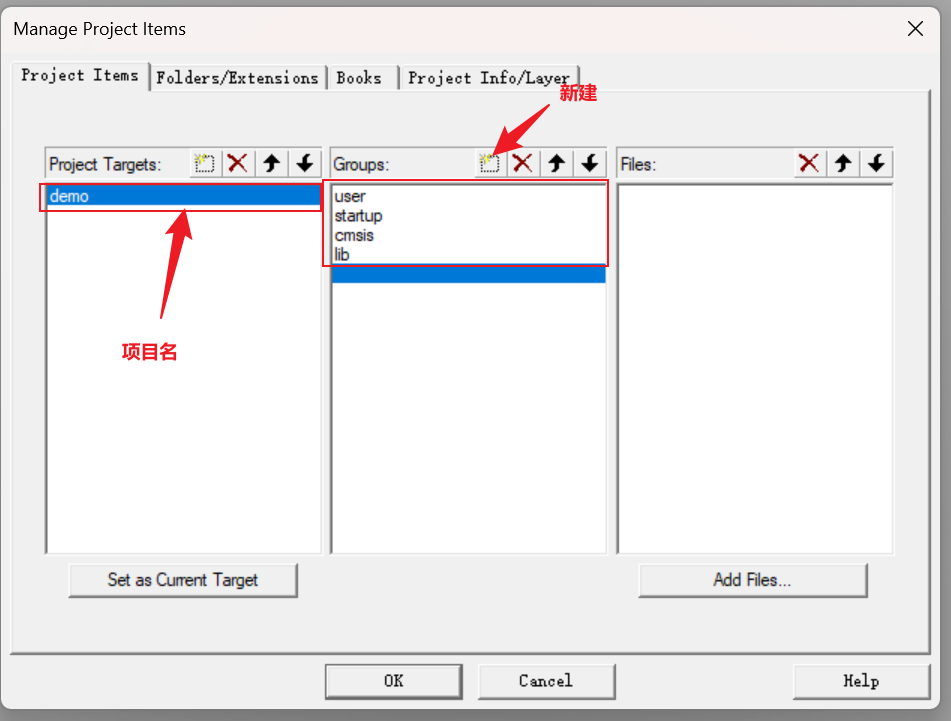 Manage Project Items
Project Items Folders/Extensions Books Project Info/Layer
新建
Project Targets: Groups: Files:
demo user
startup
cmsis
lib
项目名
Set as Current Target Add Files...
OK Cancel Help